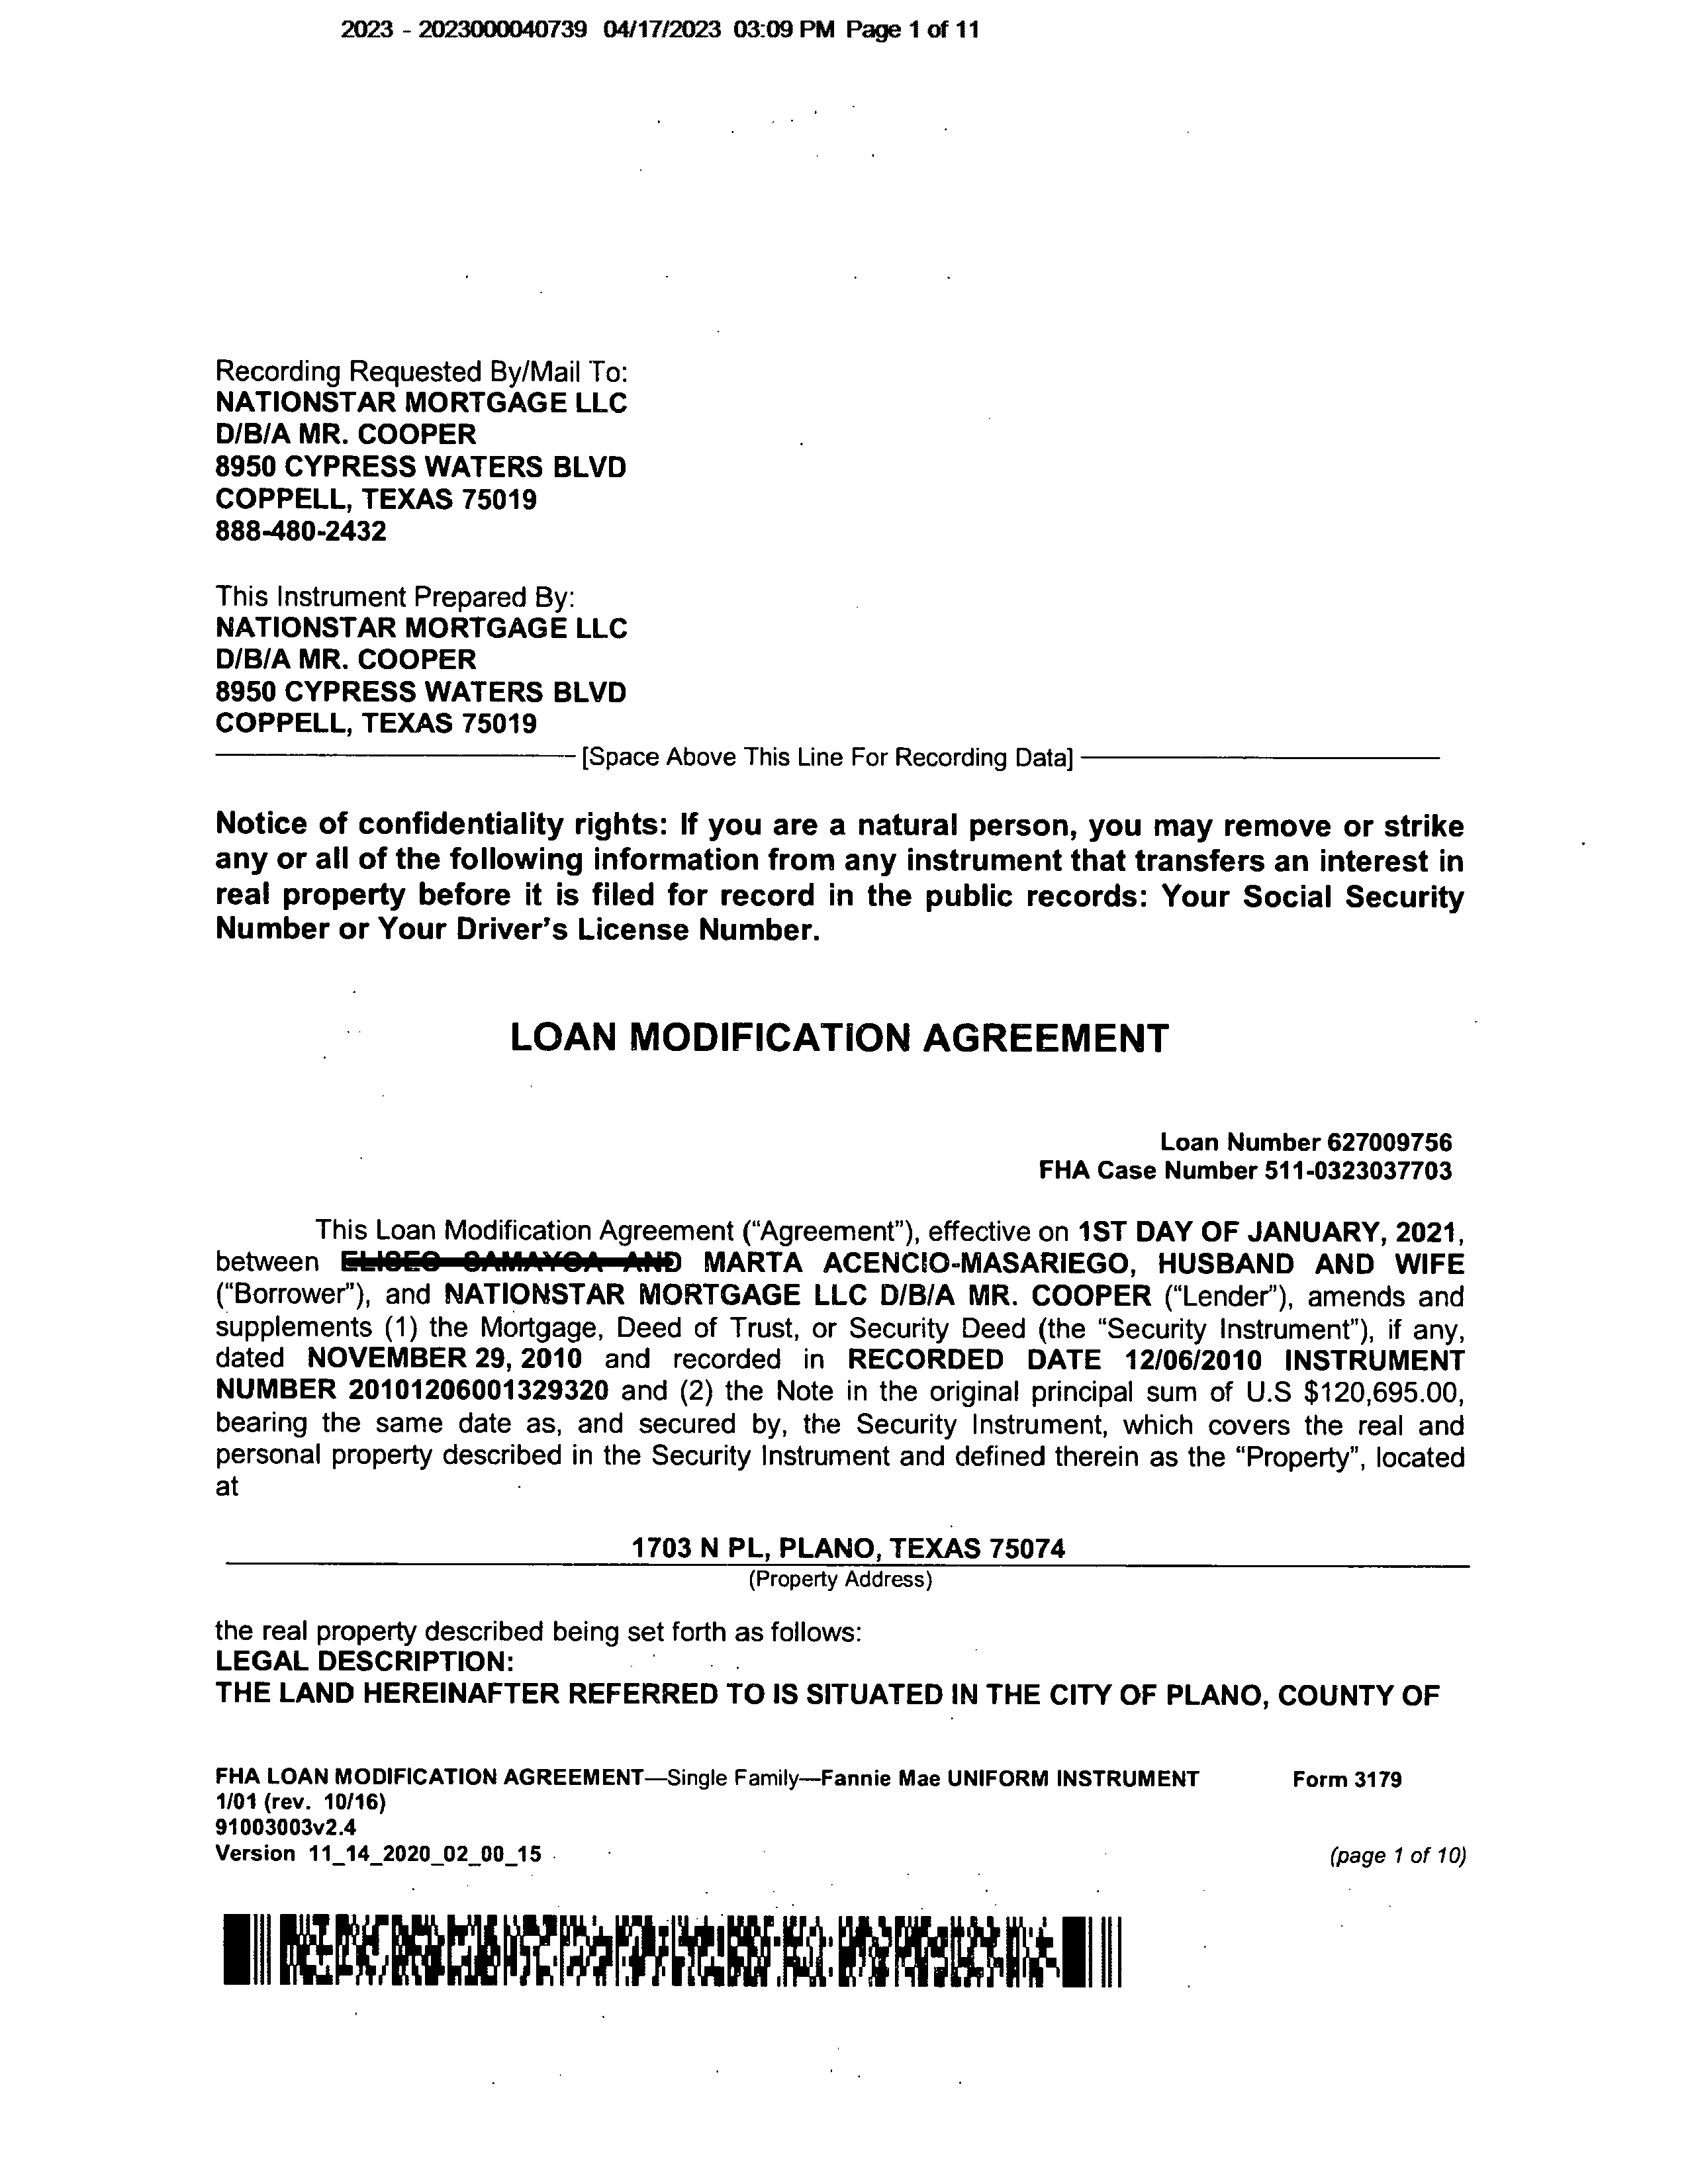 2023 - 2023000040739 04/17/2023 03:09 PM Page 1 of 11
Recording Requested By/Mail To:
NATIONSTAR MORTGAGE LLC
D/B/A MR. COOPER
8950 CYPRESS WATERS BLVD
COPPELL, TEXAS 75019
888-480-2432
This Instrument Prepared By:
NATIONSTAR MORTGAGE LLC
D/B/A MR. COOPER
8950 CYPRESS WATERS BLVD
COPPELL, TEXAS 75019
[Space Above This Line For Recording Data]
Notice of confidentiality rights: If you are a natural person, you may remove or strike
any or all of the following information from any instrument that transfers an interest in
real property before it is filed for record in the public records: Your Social Security
Number or Your Driver's License Number.
LOAN MODIFICATION AGREEMENT
Loan Number 627009756
FHA Case Number 511-0323037703
This Loan Modification Agreement (“Agreement”), effective on 1ST DAY OF JANUARY, 2021,
between ELISEO SAMAYOA AND MARTA ACENCIO-MASARIEGO, HUSBAND AND WIFE
(“Borrower”), and NATIONSTAR MORTGAGE LLC D/B/A MR. COOPER (“Lender”), amends and
supplements (1) the Mortgage, Deed of Trust, or Security Deed (the “Security Instrument”), if any,
dated NOVEMBER 29, 2010 and recorded in RECORDED DATE 12/06/2010 INSTRUMENT
NUMBER 20101206001329320 and (2) the Note in the original principal sum of U.S $120,695.00,
bearing the same date as, and secured by, the Security Instrument, which covers the real and
personal property described in the Security Instrument and defined therein as the “Property”, located
at
1703 N PL, PLANO, TEXAS 75074
(Property Address)
the real property described being set forth as follows:
LEGAL DESCRIPTION:
THE LAND HEREINAFTER REFERRED TO IS SITUATED IN THE CITY OF PLANO, COUNTY OF
FHA LOAN MODIFICATION AGREEMENT—Single Family—Fannie Mae UNIFORM INSTRUMENT Form 3179
1/01 (rev. 10/16)
91003003v2.4
Version 11_14_2020_02_00_15 (page 1 of 10)